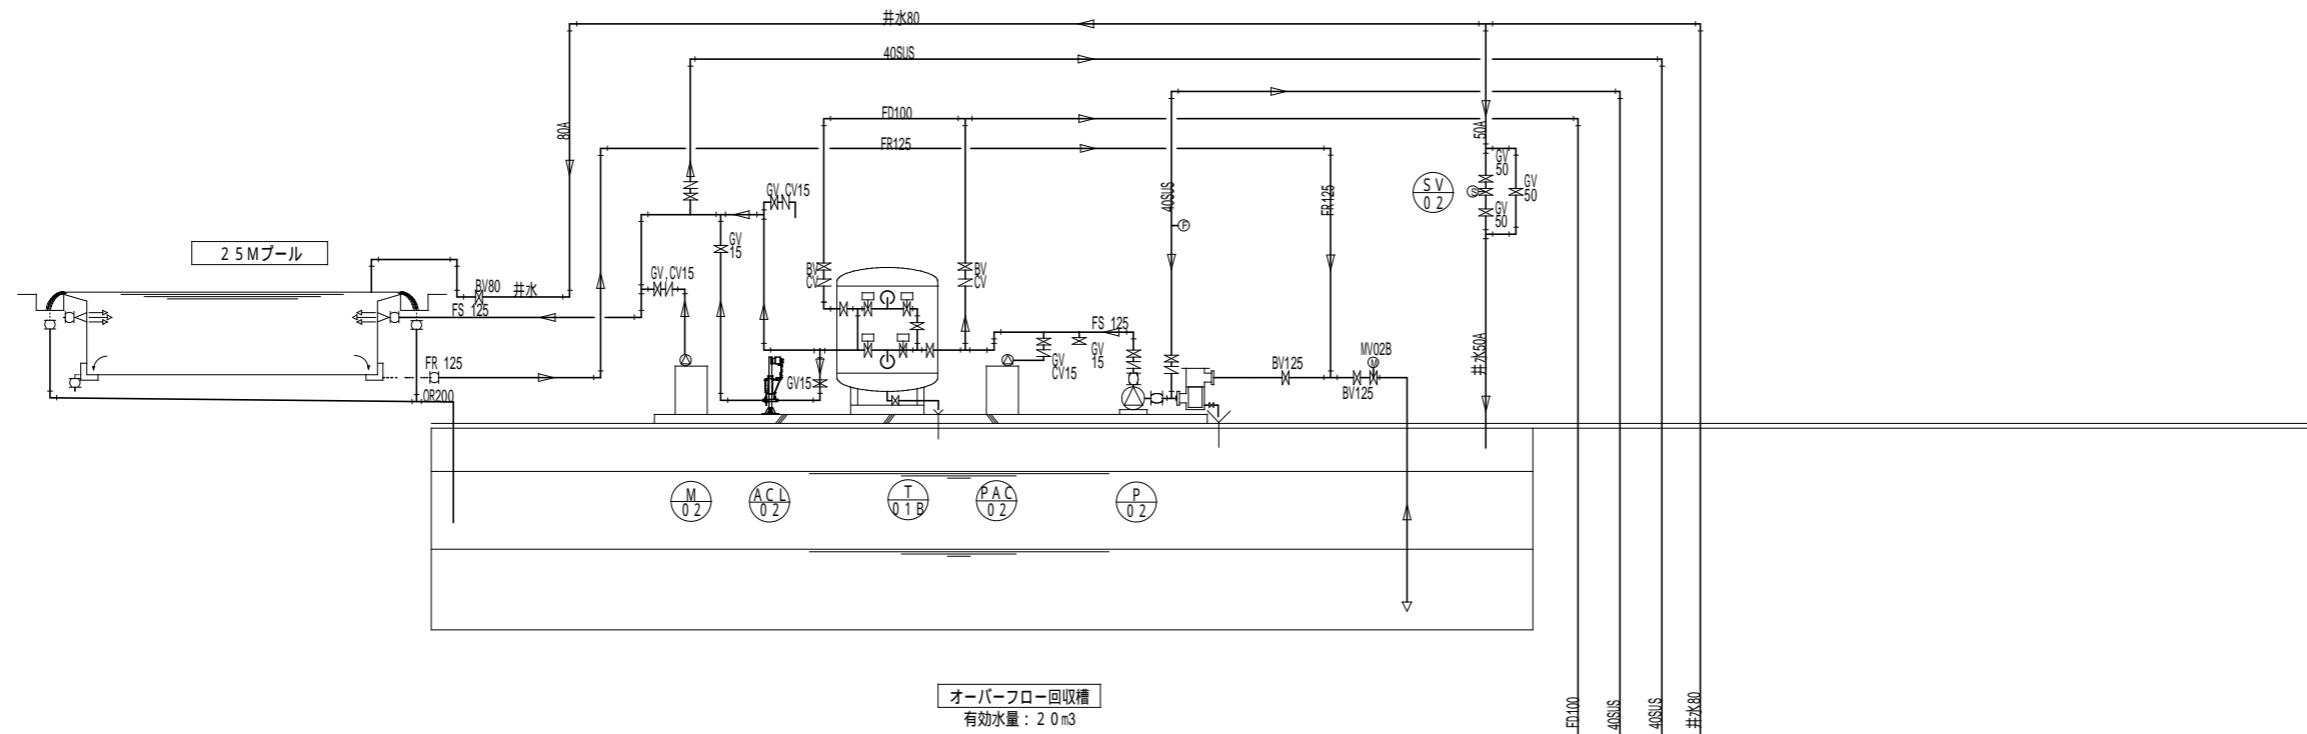 井水80
40SUS
FD100
FR125
80A
50A
GV
50
GV
50
GV
50
SV
02
S
40SUS
F
FR125
GV,CV15
GV
15
25Mプール
GV,CV15
BV
CV
BV
CV
BV80
井水
FS 125
FS 125
GV
CV15
GV
15
MV02B
M
BV125
BV125
井水50A
FR 125
GV15
OR200
M
02
ACL
02
T
01B
PAC
02
P
02
オーバーフロー回収槽
有効水量：20m3
FD100
40SUS
40SUS
井水80